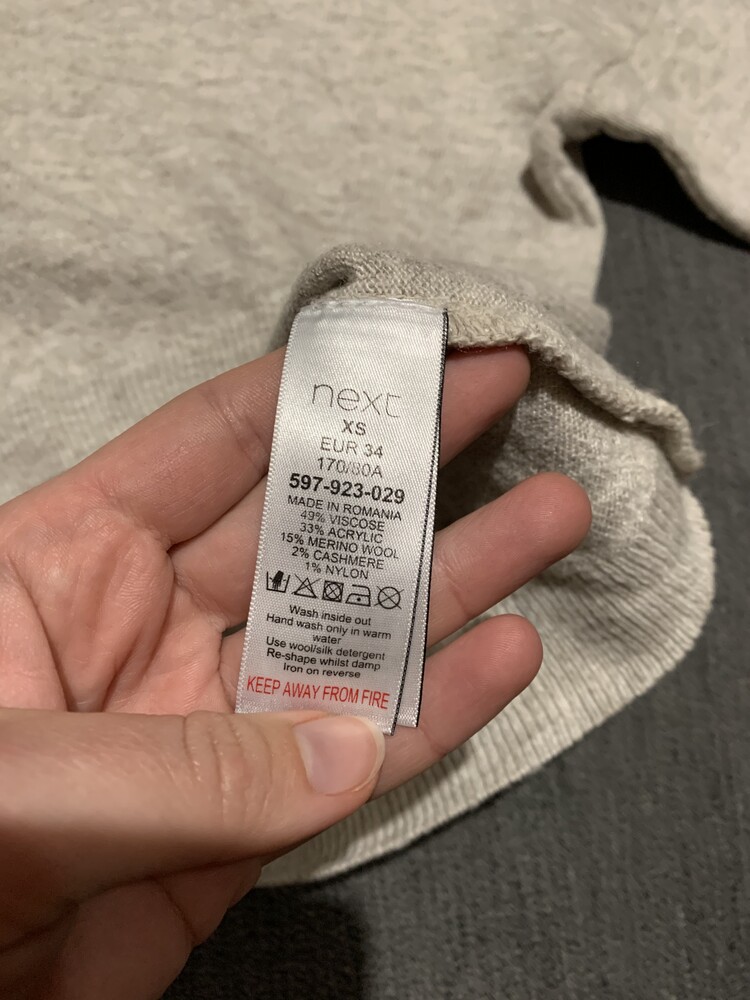 next
XS
EUR 34
170/80A
597-923-029
MADE IN ROMANIA
49% VISCOSE
33% ACRYLIC
15% MERINO WOOL
2% CASHMERE
1% NYLON
Wash inside out
Hand wash only in warm
water
Use wool/silk detergent
Re-shape whilst damp
Iron on reverse
KEEP AWAY FROM FIRE